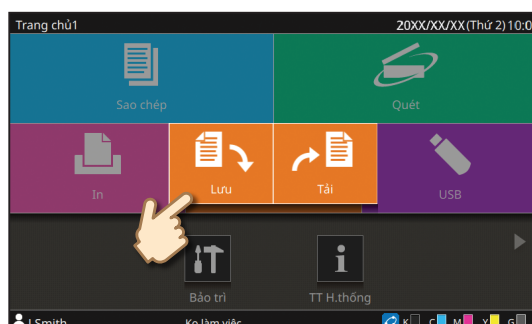 Trang chủ1
20XX/XX/XX(Thứ 2)10:0
Sao chép
Quét
In
Lưu
Tải
USB
Bảo trì
TT H.thống
J.Smith
Ko làm việc
K C M Y G